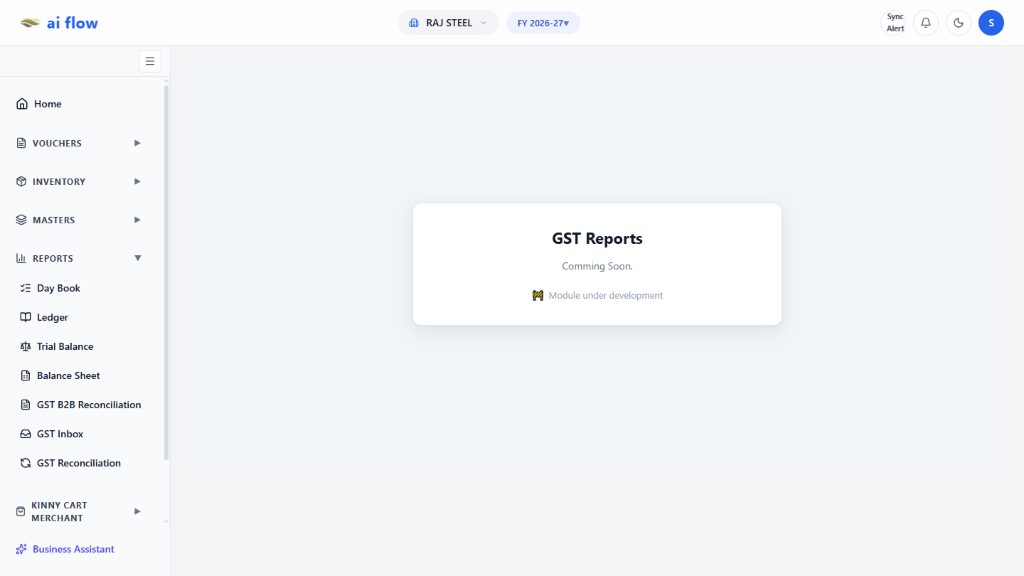 ai flow
RAJ STEEL
FY 2026-27▾
Sync
Alert
S
Home
VOUCHERS
INVENTORY
MASTERS
REPORTS
Day Book
Ledger
Trial Balance
Balance Sheet
GST B2B Reconciliation
GST Inbox
GST Reconciliation
KINNY CART
MERCHANT
Business Assistant
GST Reports
Comming Soon.
🚧 Module under development